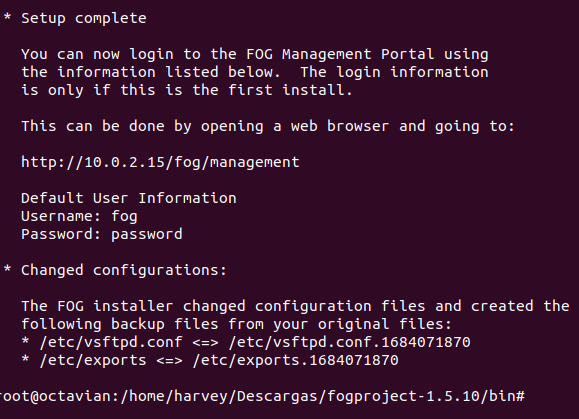 * Setup complete
You can now login to the FOG Management Portal using
the information listed below.  The login information
is only if this is the first install.
This can be done by opening a web browser and going to:
http://10.0.2.15/fog/management
Default User Information
Username: fog
Password: password
* Changed configurations:
The FOG installer changed configuration files and created the
following backup files from your original files:
* /etc/vsftpd.conf <=> /etc/vsftpd.conf.1684071870
* /etc/exports <=> /etc/exports.1684071870
root@octavian:/home/harvey/Descargas/fogproject-1.5.10/bin#